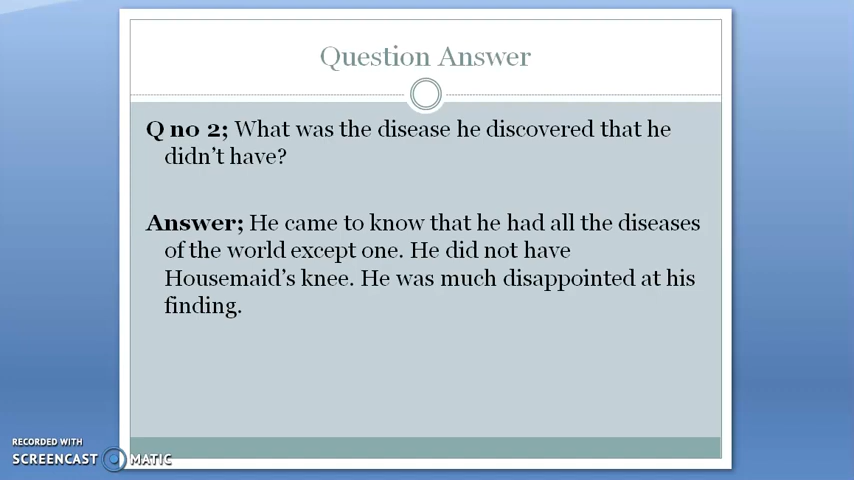 Question Answer
Q no 2; What was the disease he discovered that he
didn't have?
Answer; He came to know that he had all the diseases
of the world except one. He did not have
Housemaid's knee. He was much disappointed at his
finding.
RECORDED WITH
SCREENCAST MATIC